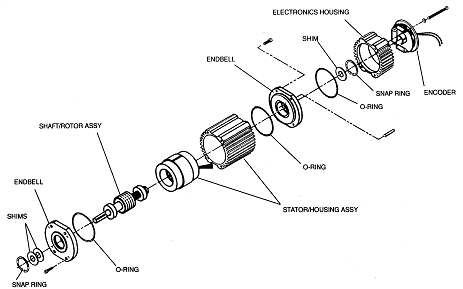 ELECTRONICS HOUSING
SHIM
ENDBELL
SNAP RING
ENCODER
O-RING
SHAFT/ROTOR ASSY
O-RING
ENDBELL
STATOR/HOUSING ASSY
SHIMS
O-RING
SNAP RING